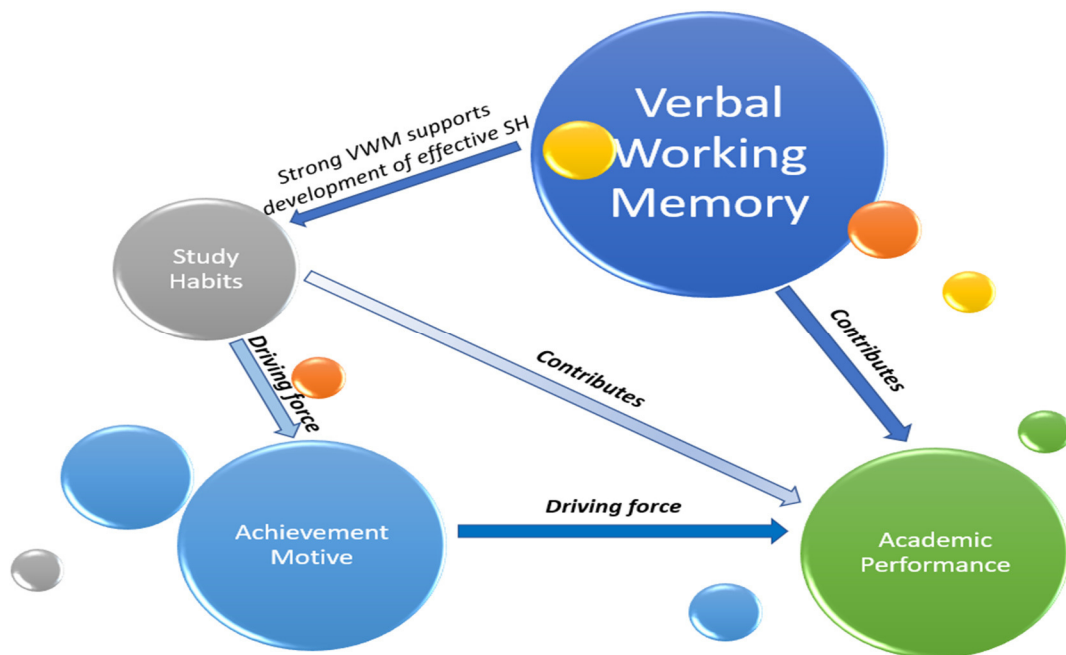 Verbal
Working
Memory
Strong VWM supports
development of effective SH
Study
Habits
Contributes
Contributes
Driving force
Achievement
Motive
Driving force
Academic
Performance